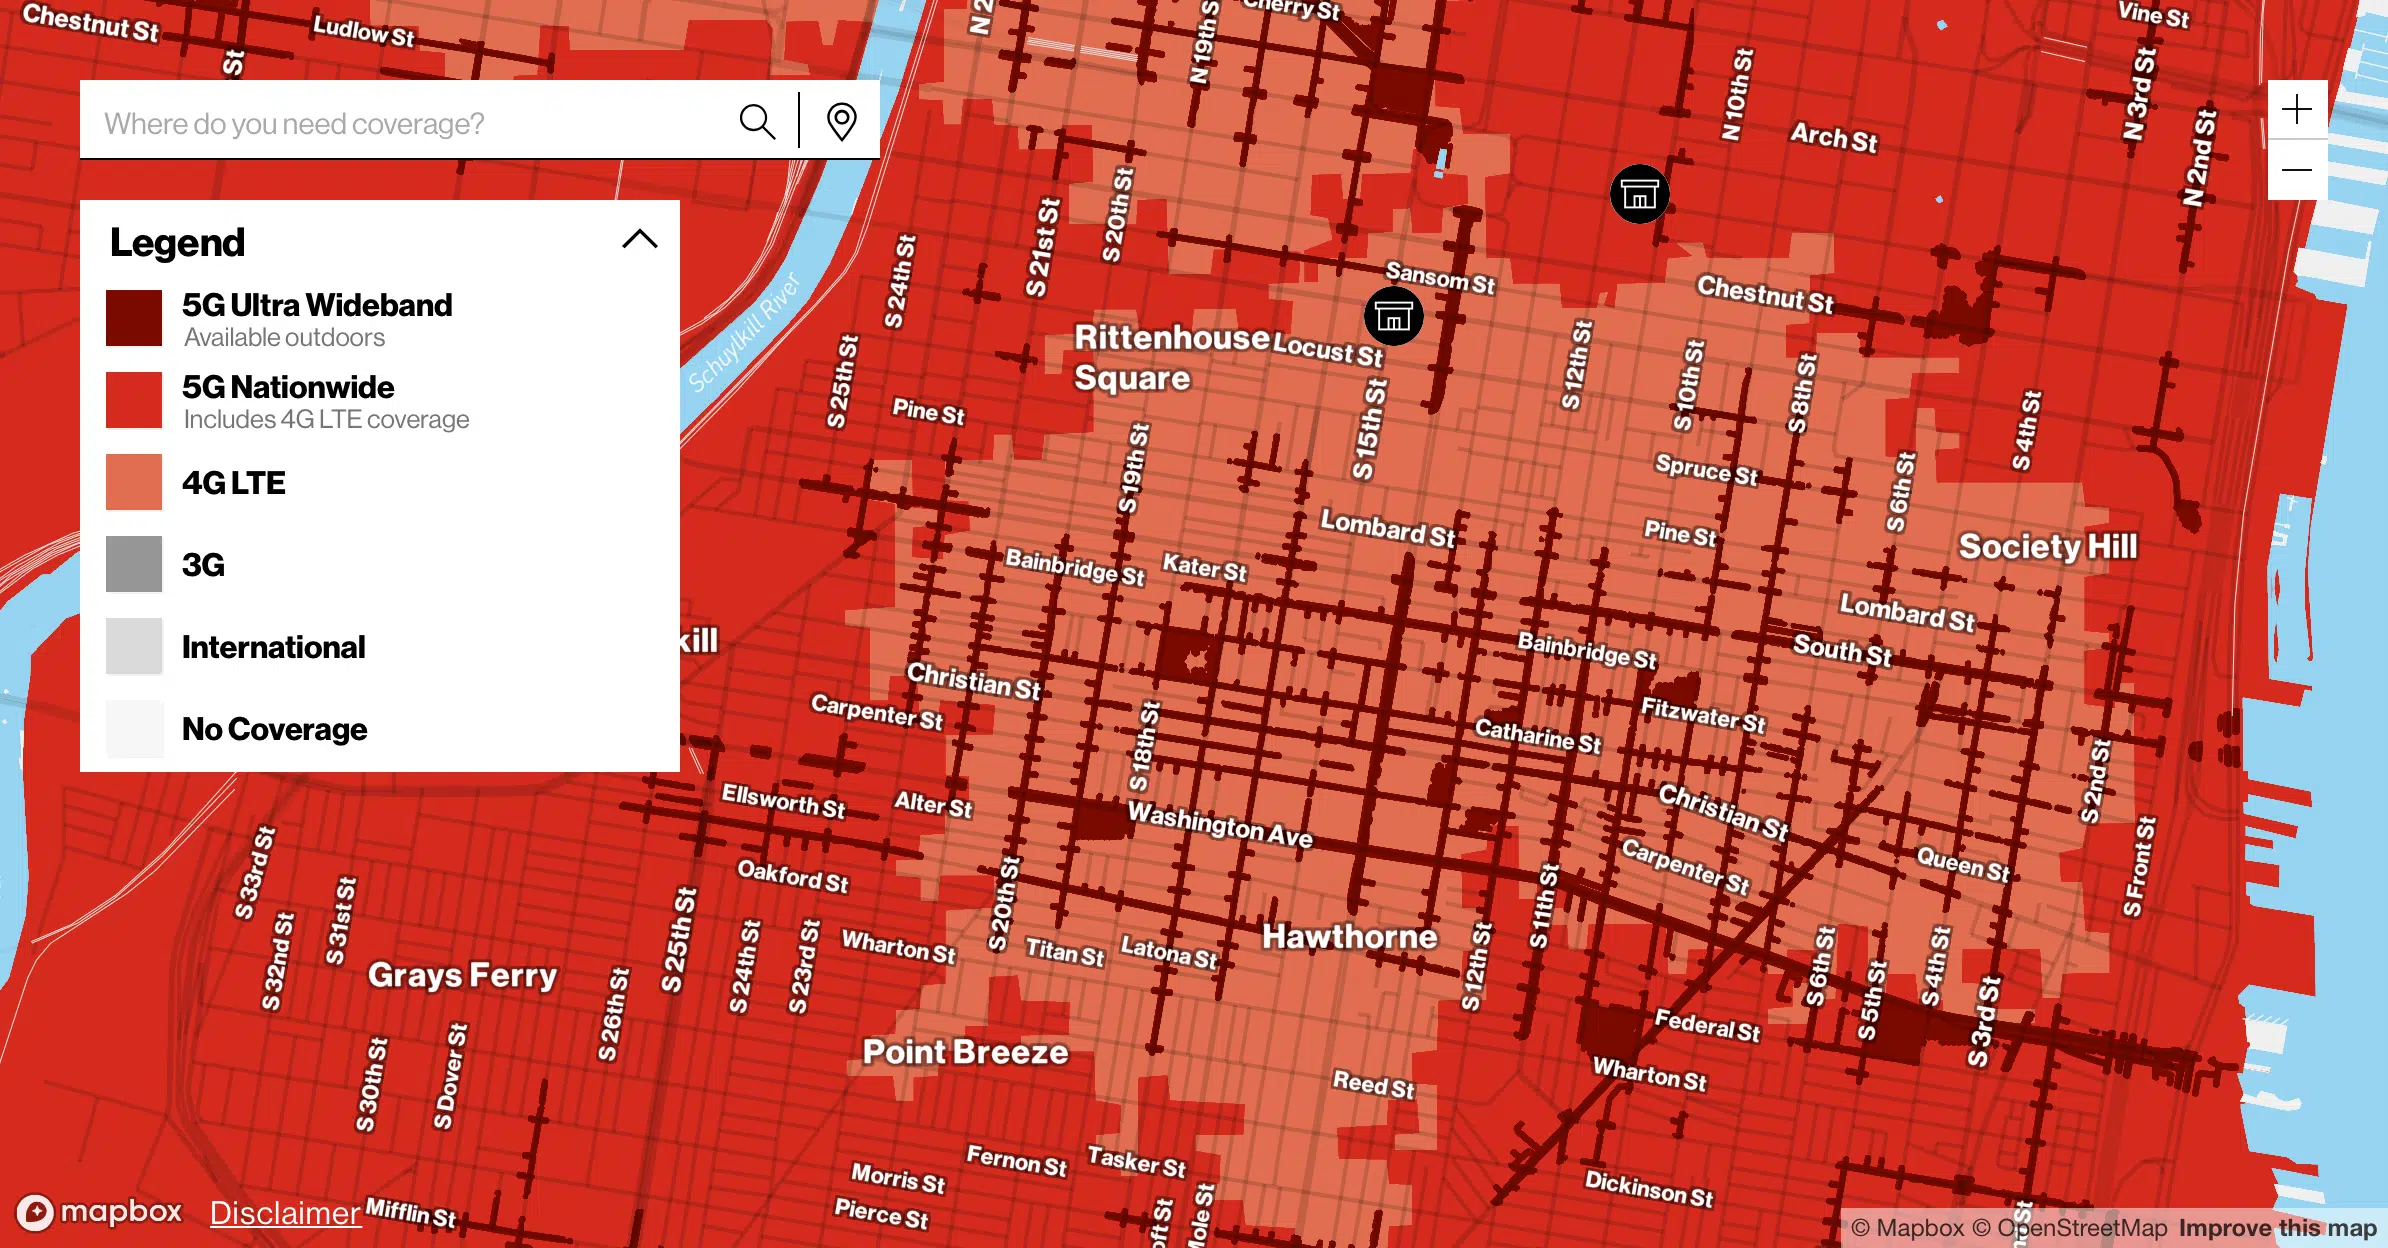 Chestnut St
Ludlow St
St
N 19th S
Cherry St
N 10th St
Arch St
Vine St
N 3rd St
N 2nd St
Where do you need coverage?
Legend
5G Ultra Wideband
Available outdoors
5G Nationwide
Includes 4G LTE coverage
4G LTE
3G
International
No Coverage
Schuylkill River
S 25th St
S 24th St
S 21st St
S 20th St
Sansom St
Chestnut St
Rittenhouse
Square
Locust St
Pine St
S 19th St
S 15th St
S 12th St
S 10th St
S 8th St
S 6th St
S 4th St
Spruce St
Lombard St
Pine St
Society Hill
Bainbridge St
Kater St
Lombard St
South St
Bainbridge St
kill
Christian St
Carpenter St
S 18th St
Catharine St
Fitzwater St
S 2nd St
Ellsworth St
Alter St
Washington Ave
Christian St
Carpenter St
Queen St
S Front St
S 33rd St
S 32nd St
S 31st St
Oakford St
S 25th St
S 24th St
S 23rd St
Wharton St
S 20th St
Titan St
Latona St
Hawthorne
S 12th St
S 11th St
S 6th St
S 5th St
S 4th St
S 3rd St
Grays Ferry
S 26th St
S 30th St
S Dover St
Point Breeze
Federal St
Wharton St
Reed St
Fernon St
Tasker St
Morris St
Pierce St
Mole St
Dickinson St
Mifflin St
mapbox
Disclaimer
© Mapbox © OpenStreetMap Improve this map